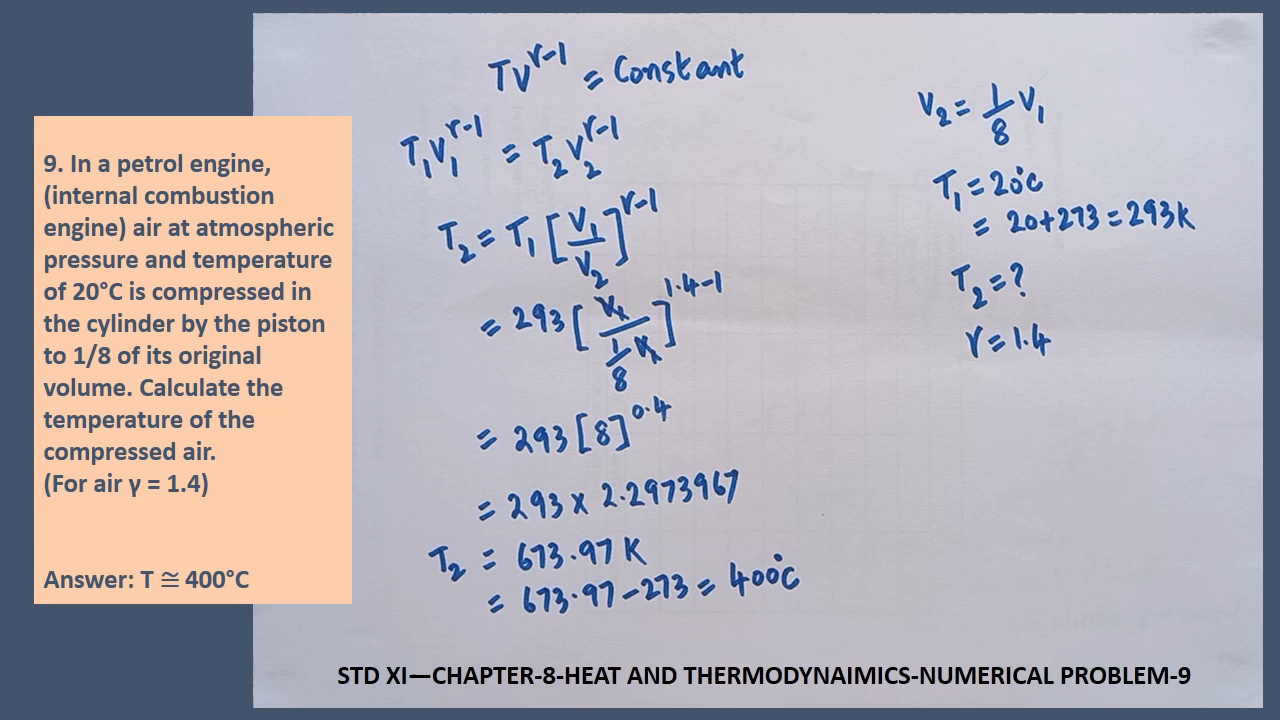 9. In a petrol engine,
(internal combustion
engine) air at atmospheric
pressure and temperature
of 20°C is compressed in
the cylinder by the piston
to 1/8 of its original
volume. Calculate the
temperature of the
compressed air.
(For air γ = 1.4)
Answer: T ≅ 400°C
TV^(r-1) = Constant
T₁V₁^(r-1) = T₂V₂^(r-1)
T₂ = T₁ [V₁/V₂]^(r-1)
= 293 [V₁ / (1/8 V₁)]^(1.4-1)
= 293 [8]^0.4
= 293 x 2.2973967
T₂ = 673.97 K
= 673.97 - 273 = 400°C
V₂ = 1/8 V₁
T₁ = 20°C
= 20+273 = 293K
T₂ = ?
r = 1.4
STD XI—CHAPTER-8-HEAT AND THERMODYNAIMICS-NUMERICAL PROBLEM-9